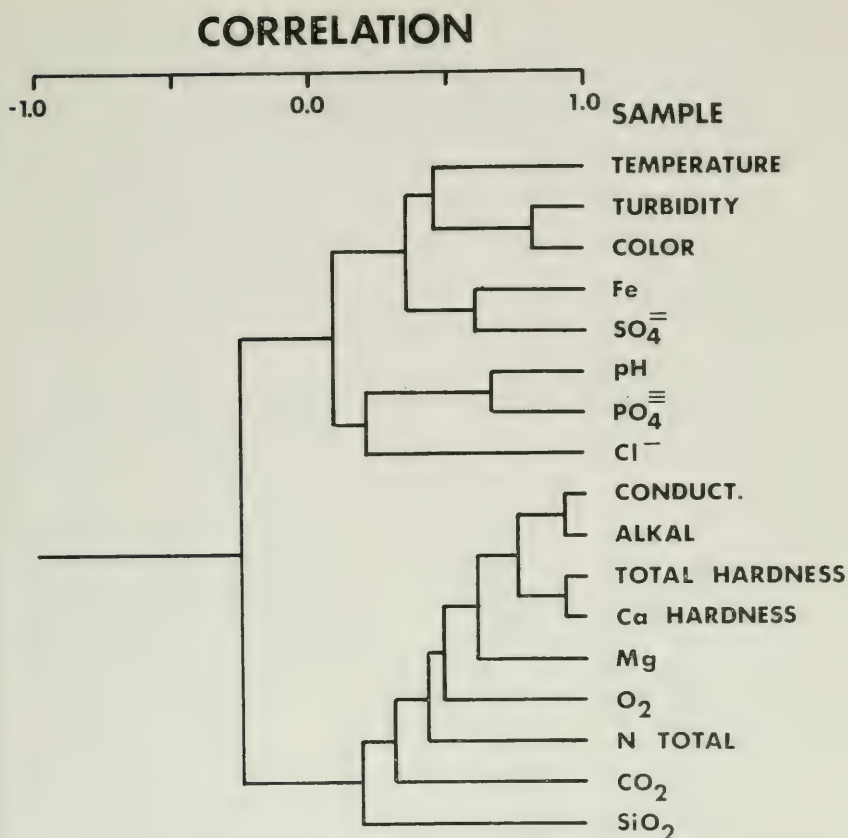 CORRELATION
-1.0 0.0 1.0
SAMPLE
TEMPERATURE
TURBIDITY
COLOR
Fe
SO₄⁼
pH
PO₄≡
Cl⁻
CONDUCT.
ALKAL
TOTAL HARDNESS
Ca HARDNESS
Mg
O₂
N TOTAL
CO₂
SiO₂